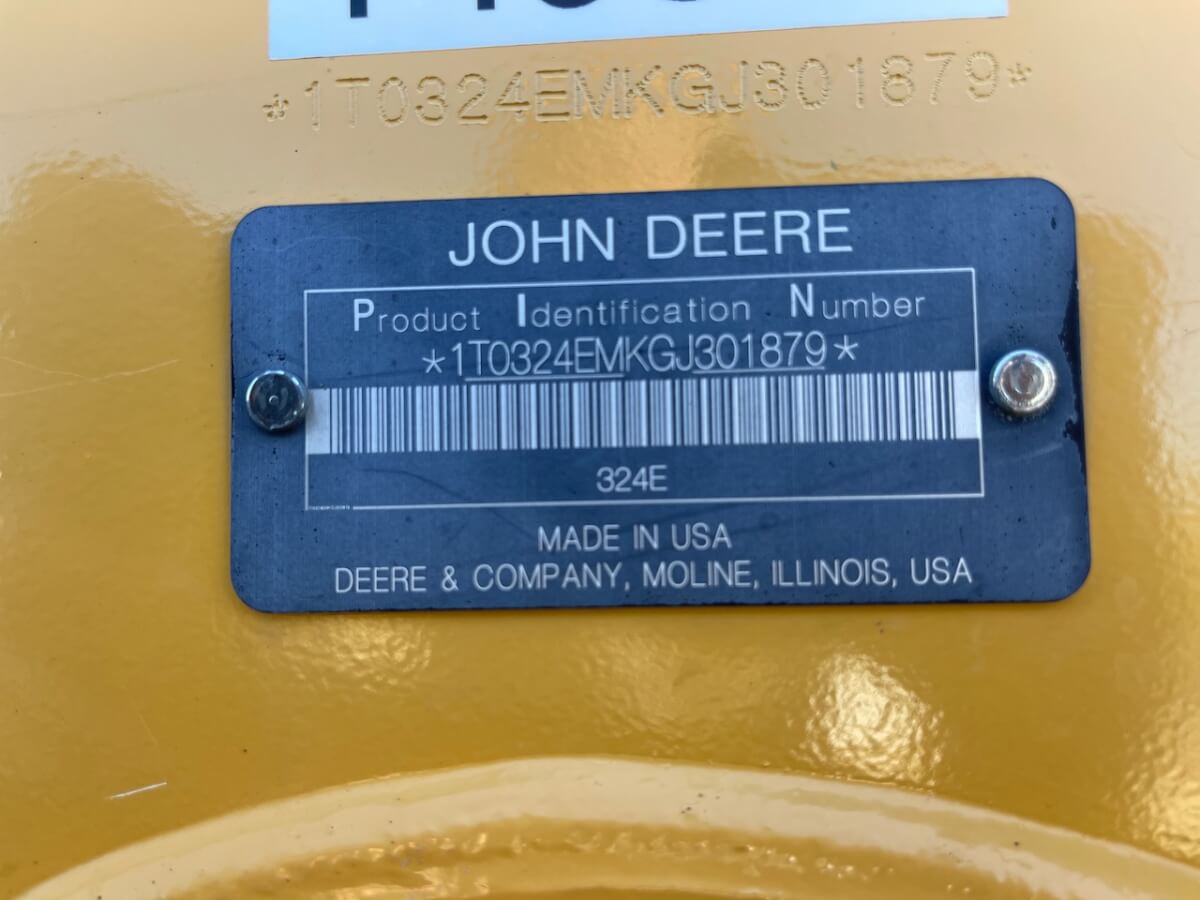 *1T0324EMKGJ301879*
JOHN DEERE
Product Identification Number
*1T0324EMKGJ301879*
324E
MADE IN USA
DEERE & COMPANY, MOLINE, ILLINOIS, USA